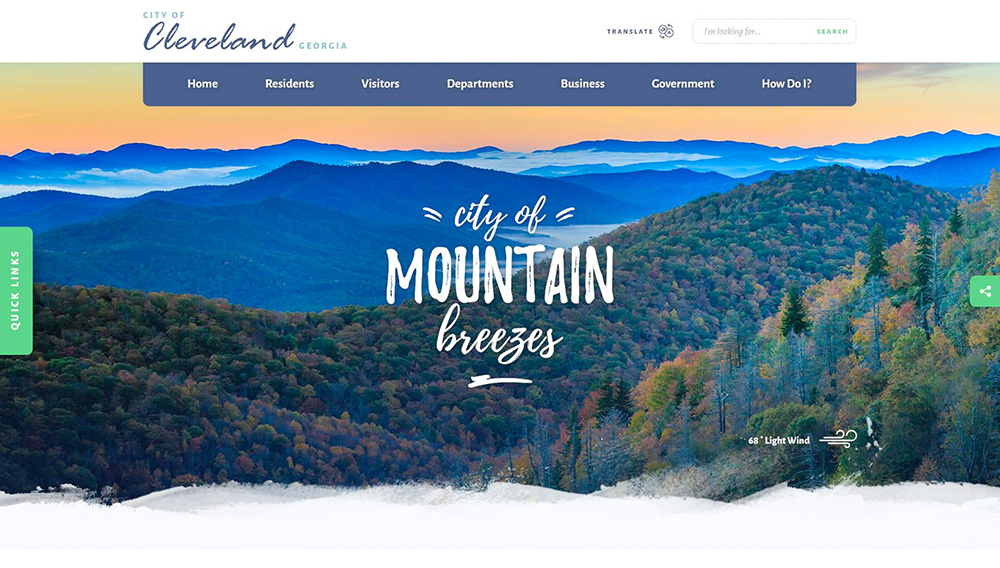 CITY OF
Cleveland GEORGIA
TRANSLATE
I'm looking for...
SEARCH
Home
Residents
Visitors
Departments
Business
Government
How Do I?
city of
MOUNTAIN
breezes
QUICK LINKS
68° Light Wind